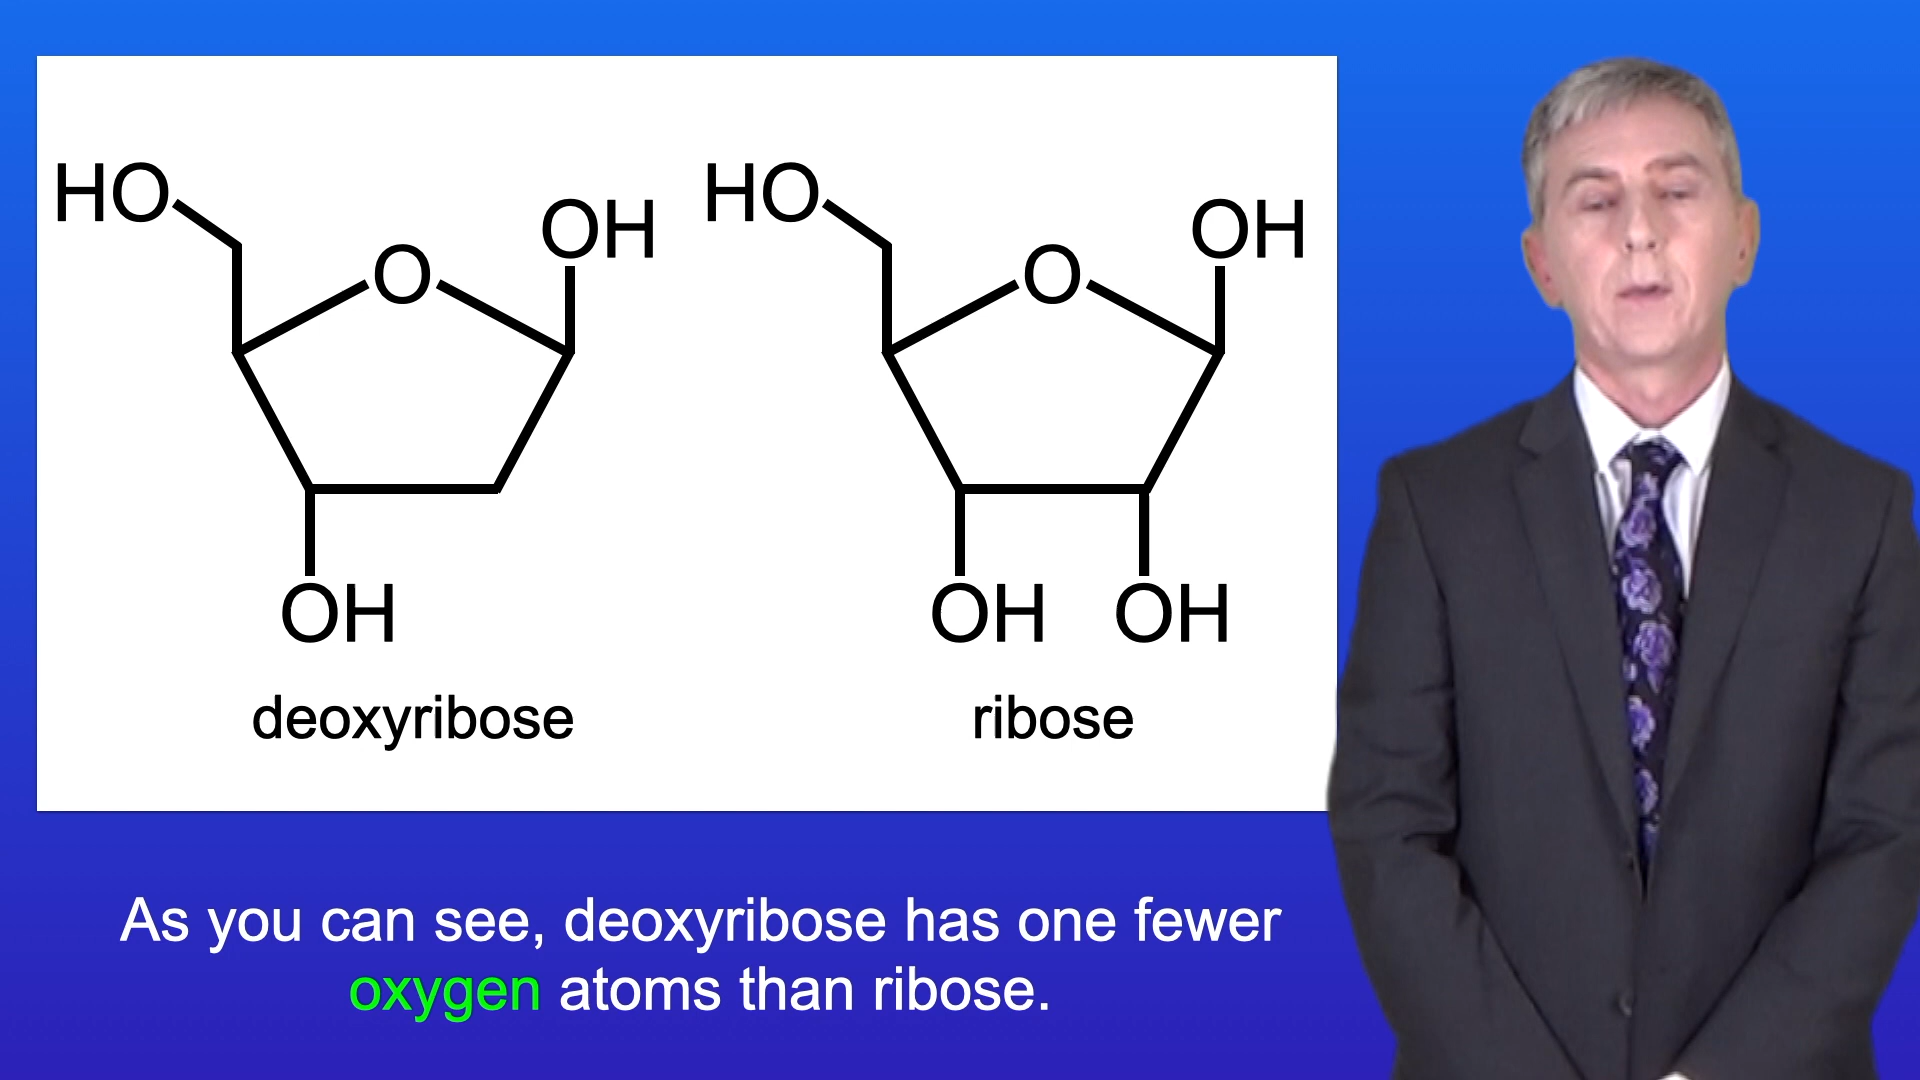 HO
OH
O
OH
deoxyribose
HO
OH
O
OH OH
ribose
As you can see, deoxyribose has one fewer
oxygen atoms than ribose.